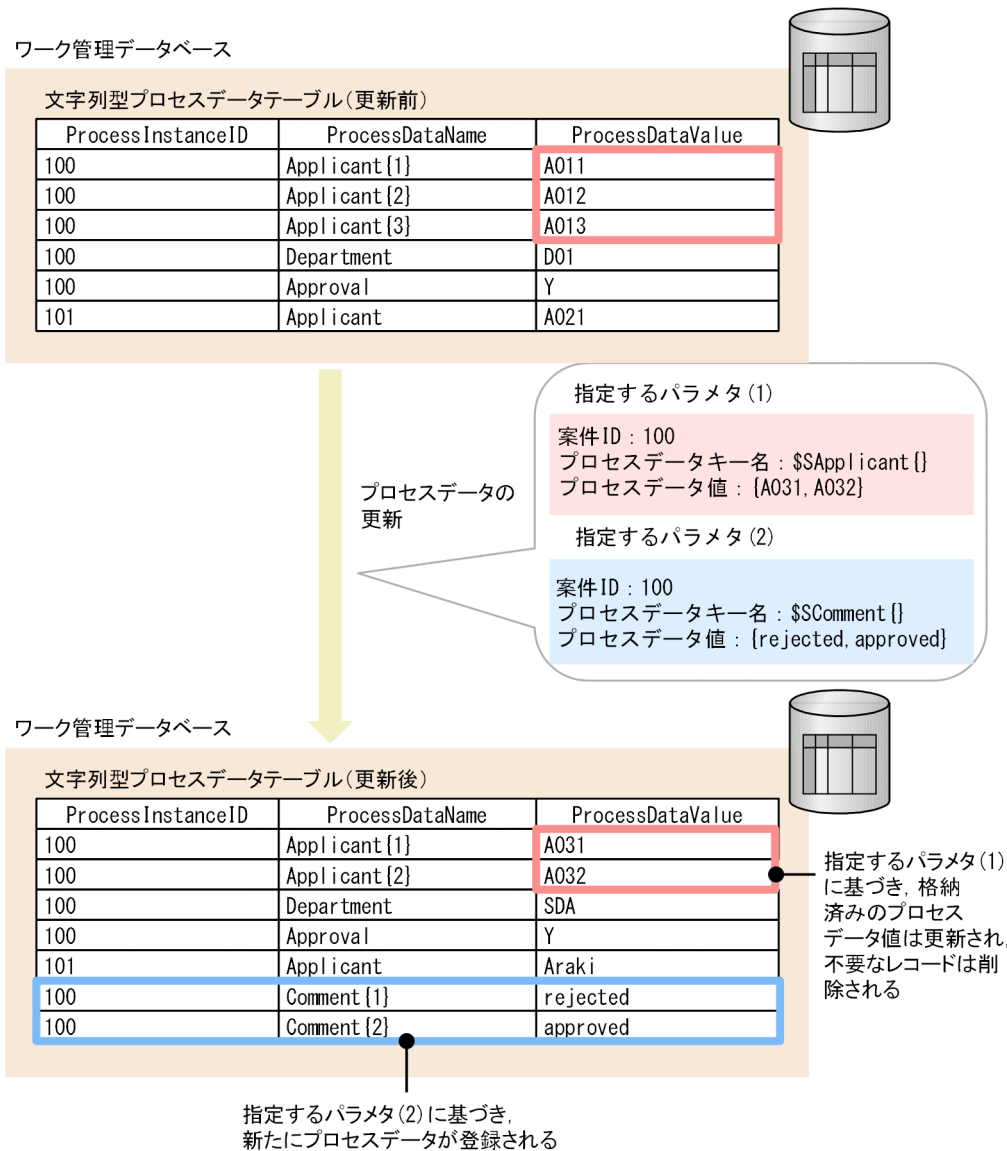 ワーク管理データベース
文字列型プロセスデータテーブル（更新前）
ProcessInstanceID ProcessDataName ProcessDataValue
100 Applicant{1} A011
100 Applicant{2} A012
100 Applicant{3} A013
100 Department D01
100 Approval Y
101 Applicant A021
指定するパラメタ(1)
案件ID：100
プロセスデータキー名：$SApplicant{}
プロセスデータ値：{A031,A032}
プロセスデータの
更新
指定するパラメタ(2)
案件ID：100
プロセスデータキー名：$SComment{}
プロセスデータ値：{rejected,approved}
ワーク管理データベース
文字列型プロセスデータテーブル（更新後）
ProcessInstanceID ProcessDataName ProcessDataValue
100 Applicant{1} A031
100 Applicant{2} A032
100 Department SDA
100 Approval Y
101 Applicant Araki
100 Comment{1} rejected
100 Comment{2} approved
指定するパラメタ(1)
に基づき，格納
済みのプロセス
データ値は更新され，
不要なレコードは削
除される
指定するパラメタ(2)に基づき，
新たにプロセスデータが登録される